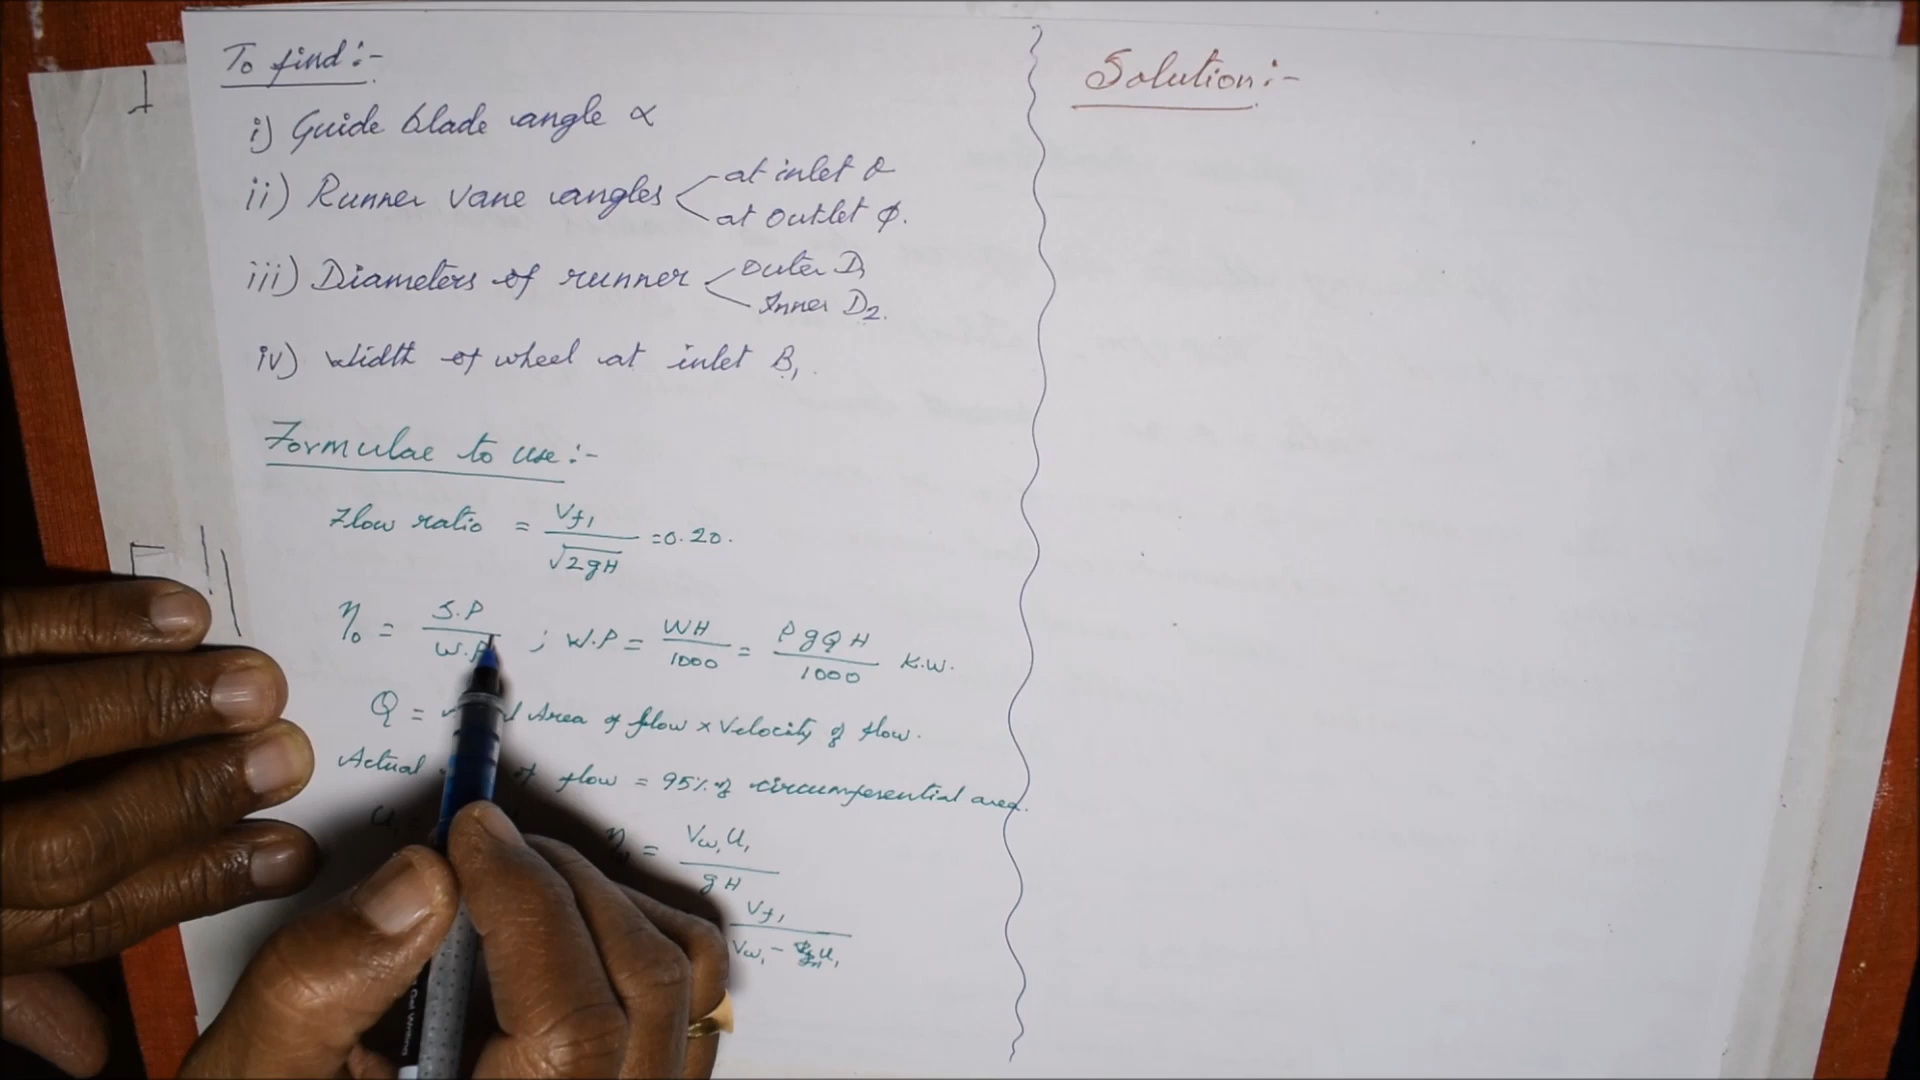 To find :-
Solution :-
i) Guide blade angle α
ii) Runner vane angles < at inlet θ
at outlet φ.
iii) Diameters of runner < Outer D1
Inner D2.
iv) Width of wheel at inlet B1.
Formulae to use :-
Flow ratio = Vf1 / √2gH = 0.20.
η0 = S.P / W.P ; W.P = WH / 1000 = ρgQH / 1000 K.W.
Q = Area of flow × Velocity of flow.
Actual of flow = 95% of circumferential area.
= Vw1 u1 / gH
Vf1 / Vw1 - u1